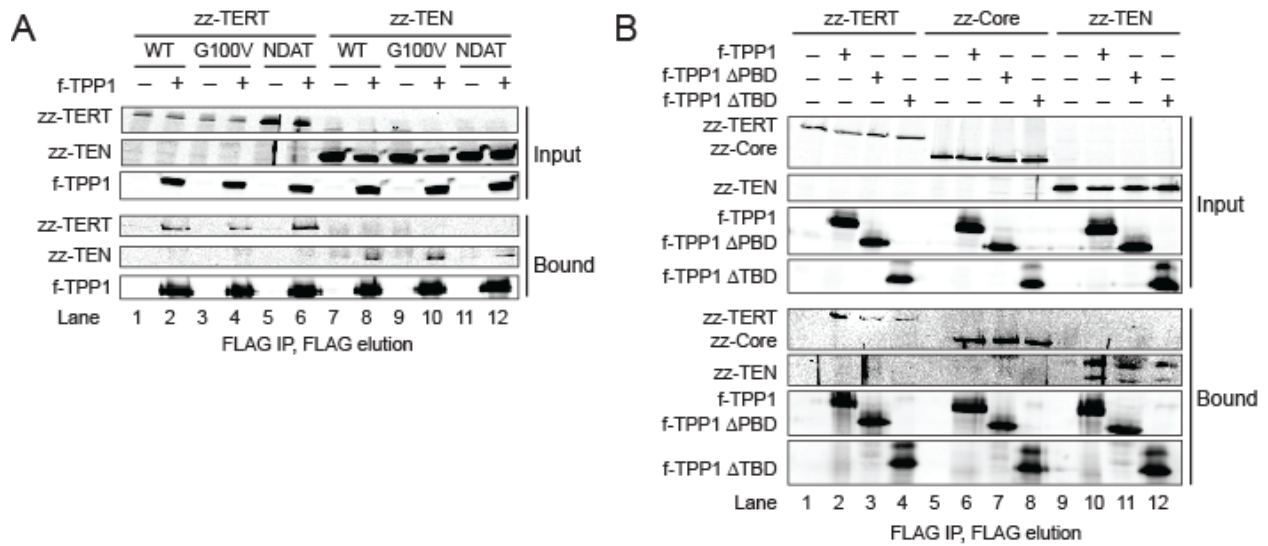 A
zz-TERT zz-TEN
WT G100V NDAT WT G100V NDAT
f-TPP1 – + – + – + – + – + – +
zz-TERT
zz-TEN
f-TPP1
Input
zz-TERT
zz-TEN
f-TPP1
Bound
Lane 1 2 3 4 5 6 7 8 9 10 11 12
FLAG IP, FLAG elution
B
zz-TERT zz-Core zz-TEN
f-TPP1 – + – – – + – – – + – –
f-TPP1 ΔPBD – – + – – – + – – – + –
f-TPP1 ΔTBD – – – + – – – + – – – +
zz-TERT
zz-Core
zz-TEN
f-TPP1
f-TPP1 ΔPBD
f-TPP1 ΔTBD
Input
zz-TERT
zz-Core
zz-TEN
f-TPP1
f-TPP1 ΔPBD
f-TPP1 ΔTBD
Bound
Lane 1 2 3 4 5 6 7 8 9 10 11 12
FLAG IP, FLAG elution